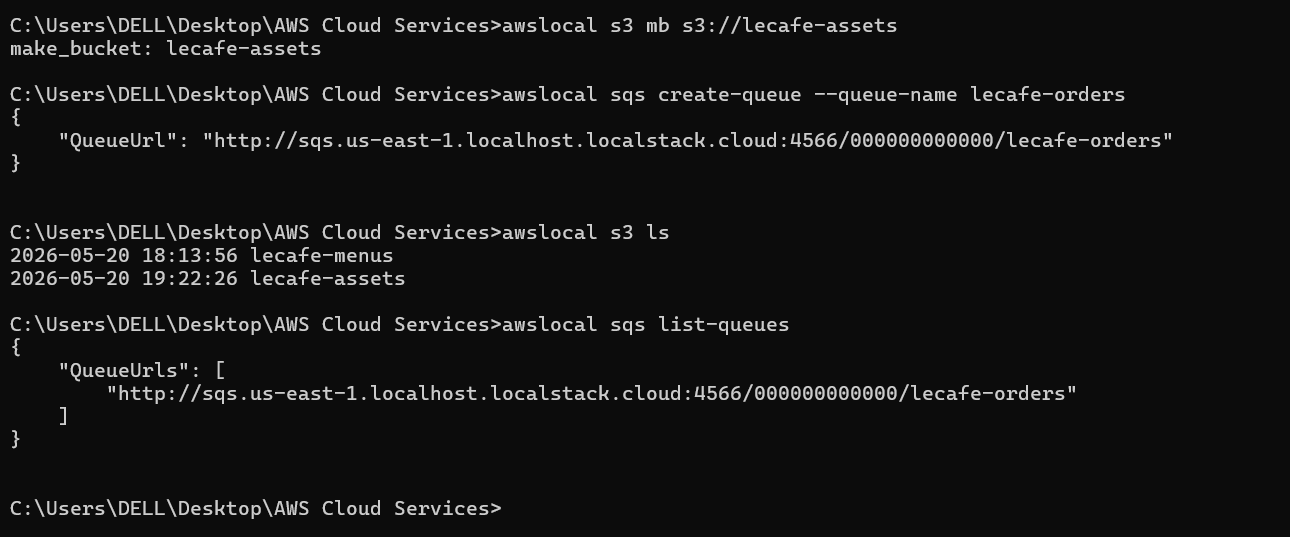 C:\Users\DELL\Desktop\AWS Cloud Services>awslocal s3 mb s3://lecafe-assets
make_bucket: lecafe-assets
C:\Users\DELL\Desktop\AWS Cloud Services>awslocal sqs create-queue --queue-name lecafe-orders
{
    "QueueUrl": "http://sqs.us-east-1.localhost.localstack.cloud:4566/000000000000/lecafe-orders"
}
C:\Users\DELL\Desktop\AWS Cloud Services>awslocal s3 ls
2026-05-20 18:13:56 lecafe-menus
2026-05-20 19:22:26 lecafe-assets
C:\Users\DELL\Desktop\AWS Cloud Services>awslocal sqs list-queues
{
    "QueueUrls": [
        "http://sqs.us-east-1.localhost.localstack.cloud:4566/000000000000/lecafe-orders"
    ]
}
C:\Users\DELL\Desktop\AWS Cloud Services>